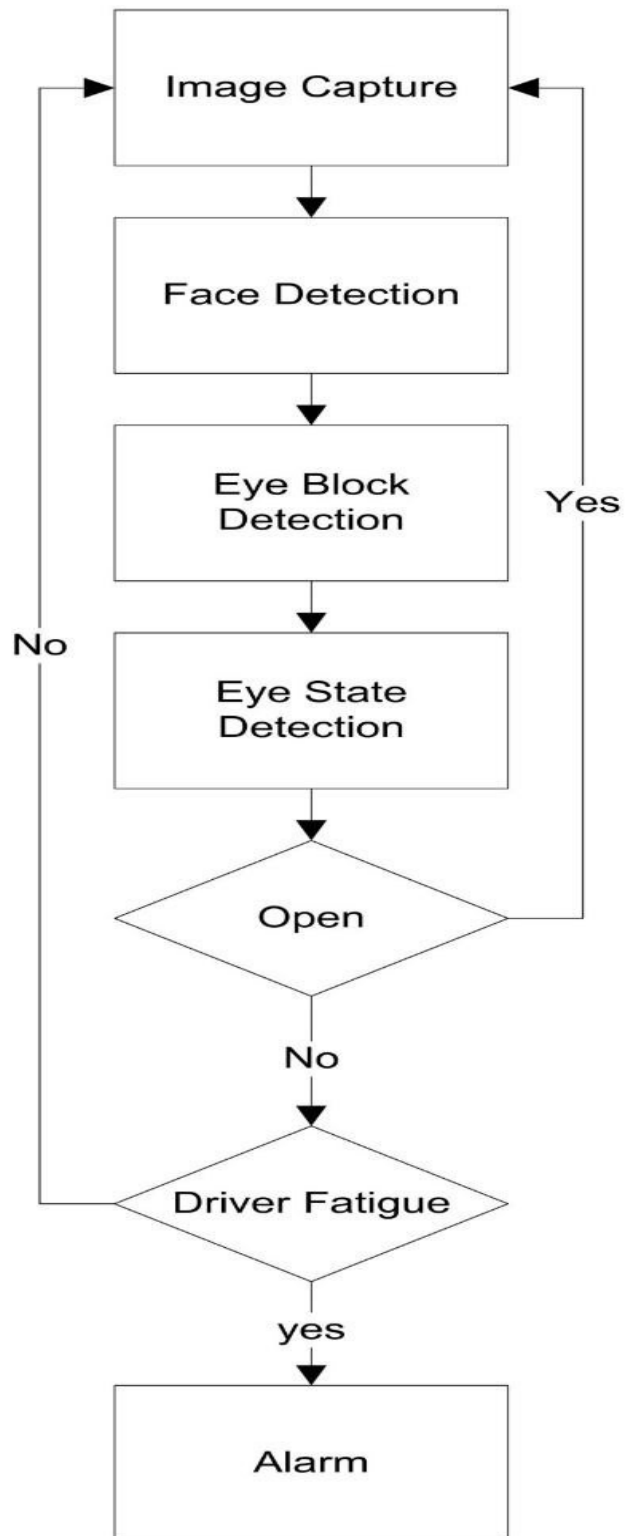 Image Capture
Face Detection
Eye Block
Detection
Yes
No
Eye State
Detection
Open
No
Driver Fatigue
yes
Alarm